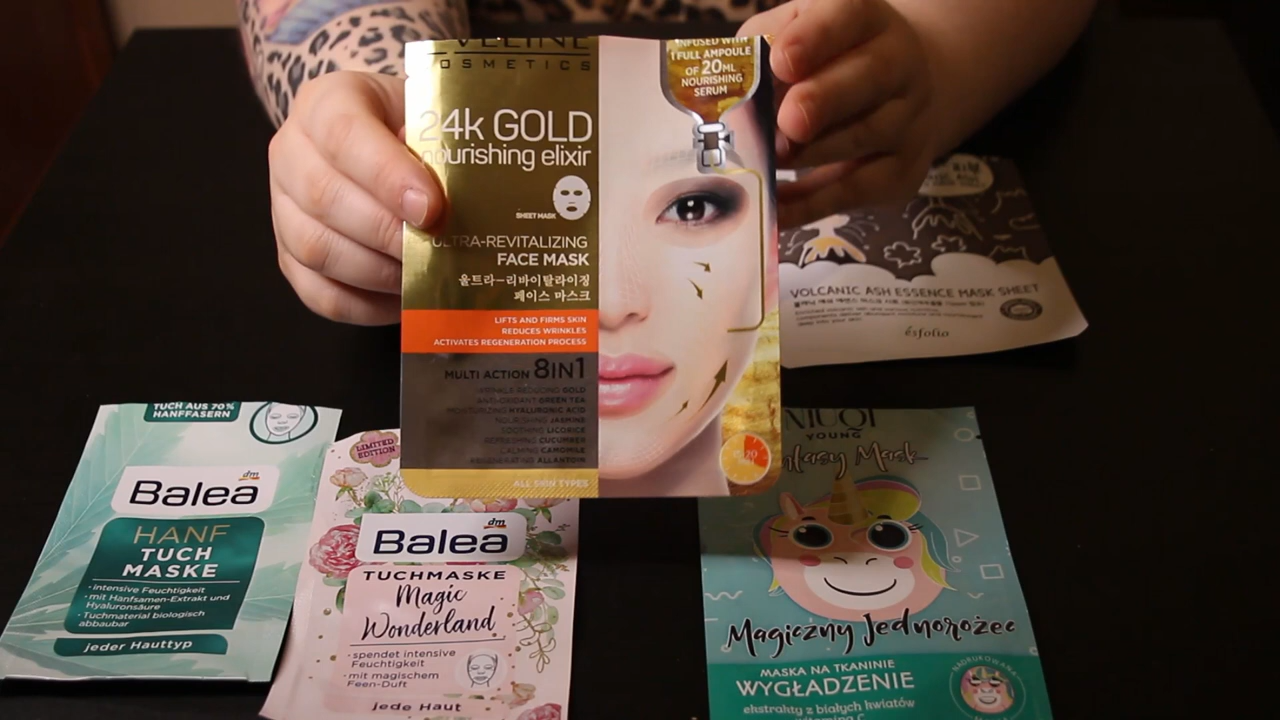 VELINE
OSMETICS
24k GOLD
nourishing elixir
SHEET MASK
ULTRA-REVITALIZING
FACE MASK
울트라-리바이탈라이징
페이스 마스크
LIFTS AND FIRMS SKIN
REDUCES WRINKLES
ACTIVATES REGENERATION PROCESS
MULTI ACTION 8IN1
WRINKLE REDUCING GOLD
ANTI-OXIDANT GREEN TEA
MOISTURIZING HYALURONIC ACID
NOURISHING JASMINE
SOOTHING LICORICE
REFRESHING CUCUMBER
CALMING CAMOMILE
REGENERATING ALLANTOIN
ALL SKIN TYPES
INFUSED WITH
1 FULL AMPOULE
OF 20ML
NOURISHING
SERUM
VOLCANIC ASH ESSENCE MASK SHEET
esfolio
TUCH AUS 70%
HANFFASERN
dm
Balea
HANF
TUCH
MASKE
· intensive Feuchtigkeit
· mit Hanfsamen-Extrakt und
Hyaluronsäure
· Tuchmaterial biologisch
abbaubar
jeder Hauttyp
LIMITED
EDITION
dm
Balea
TUCHMASKE
Magic
Wonderland
· spendet intensive
Feuchtigkeit
· mit magischem
Feen-Duft
jede Haut
NIUQI
YOUNG
ntasy Mask
Magiczny Jednorożec
MASKA NA TKANINIE
WYGŁADZENIE
ekstrakty z białych kwiatów
NADRUKOWANA